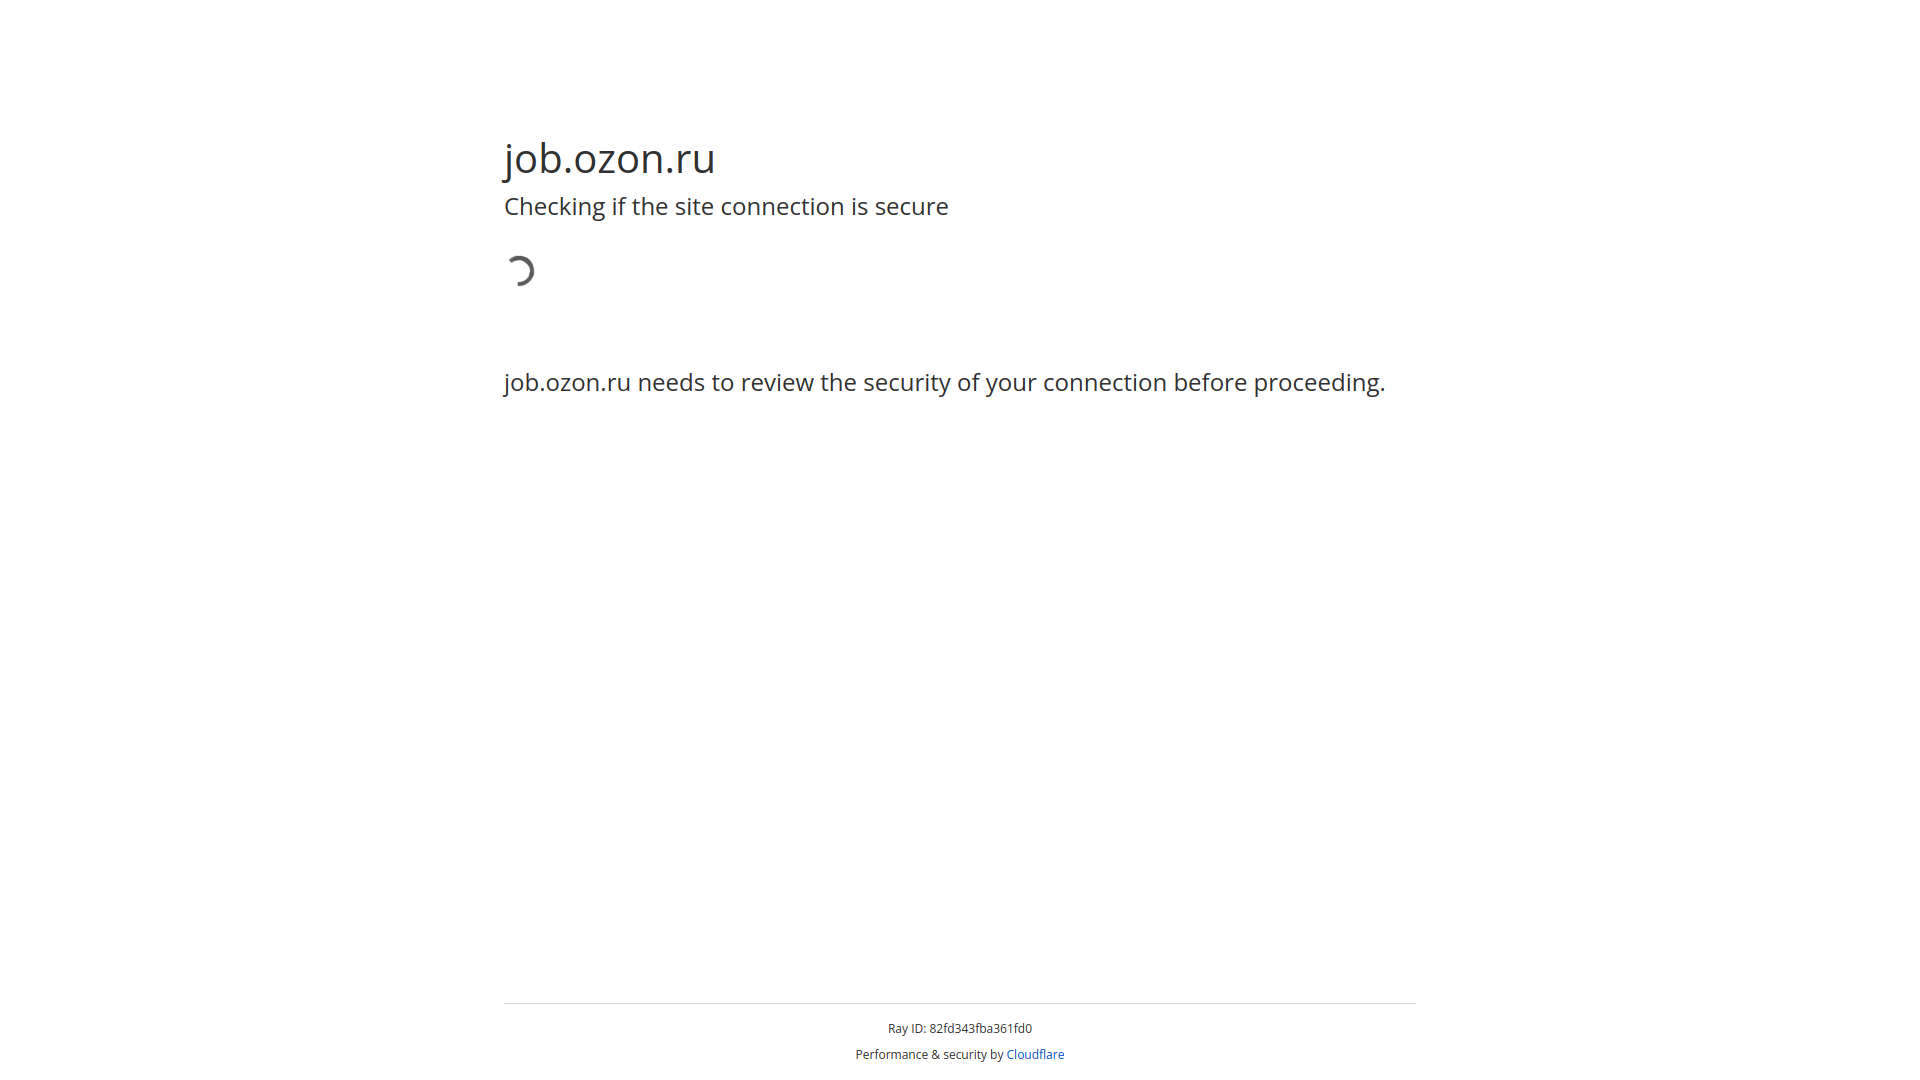 job.ozon.ru
Checking if the site connection is secure
job.ozon.ru needs to review the security of your connection before proceeding.
Ray ID: 82fd343fba361fd0
Performance & security by Cloudflare